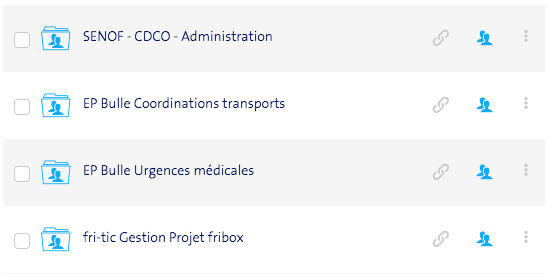 SENOF - CDCO - Administration
EP Bulle Coordinations transports
EP Bulle Urgences médicales
fri-tic Gestion Projet fribox